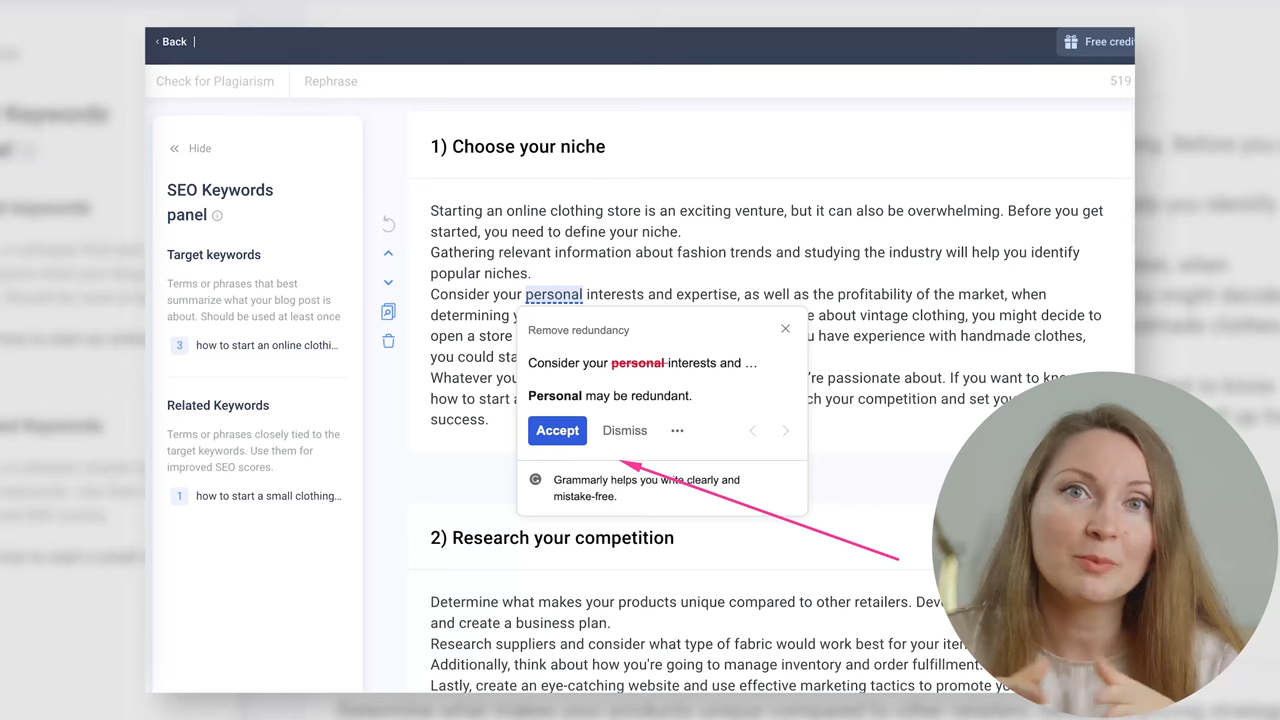 Back
Free credi
Check for Plagiarism
Rephrase
519
Hide
SEO Keywords
panel
Target keywords
Terms or phrases that best
summarize what your blog post is
about. Should be used at least once
3 how to start an online clothi...
Related Keywords
Terms or phrases closely tied to the
target keywords. Use them for
improved SEO scores.
1 how to start a small clothing...
1) Choose your niche
Starting an online clothing store is an exciting venture, but it can also be overwhelming. Before you get
started, you need to define your niche.
Gathering relevant information about fashion trends and studying the industry will help you identify
popular niches.
Consider your personal interests and expertise, as well as the profitability of the market, when
determining about vintage clothing, you might decide to
open a store have experience with handmade clothes,
you could
Whatever passionate about. If you want to
how to start your competition and set
success.
Remove redundancy
Consider your personal interests and ...
Personal may be redundant.
Accept
Dismiss
Grammarly helps you write clearly and
mistake-free.
2) Research your competition
Determine what makes your products unique compared to other retailers.
and create a business plan.
Research suppliers and consider what type of fabric would work best for your
Additionally, think about how you're going to manage inventory and order fulfillment.
Lastly, create an eye-catching website and use effective marketing tactics to promote